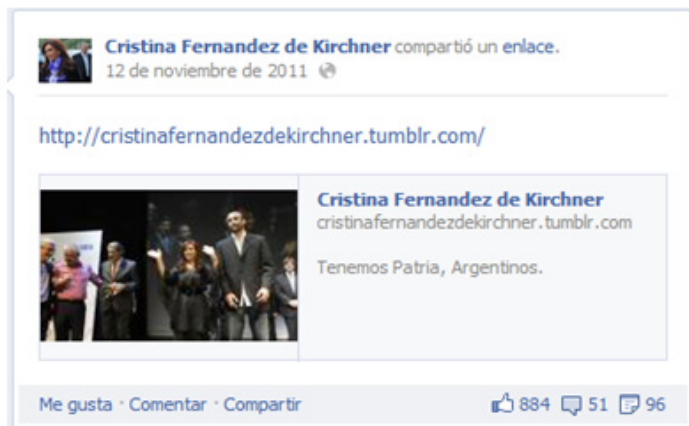 Cristina Fernandez de Kirchner compartió un enlace.
12 de noviembre de 2011
http://cristinafernandezdekirchner.tumblr.com/
Cristina Fernandez de Kirchner
cristinafernandezdekirchner.tumblr.com
Tenemos Patria, Argentinos.
Me gusta · Comentar · Compartir 884 51 96